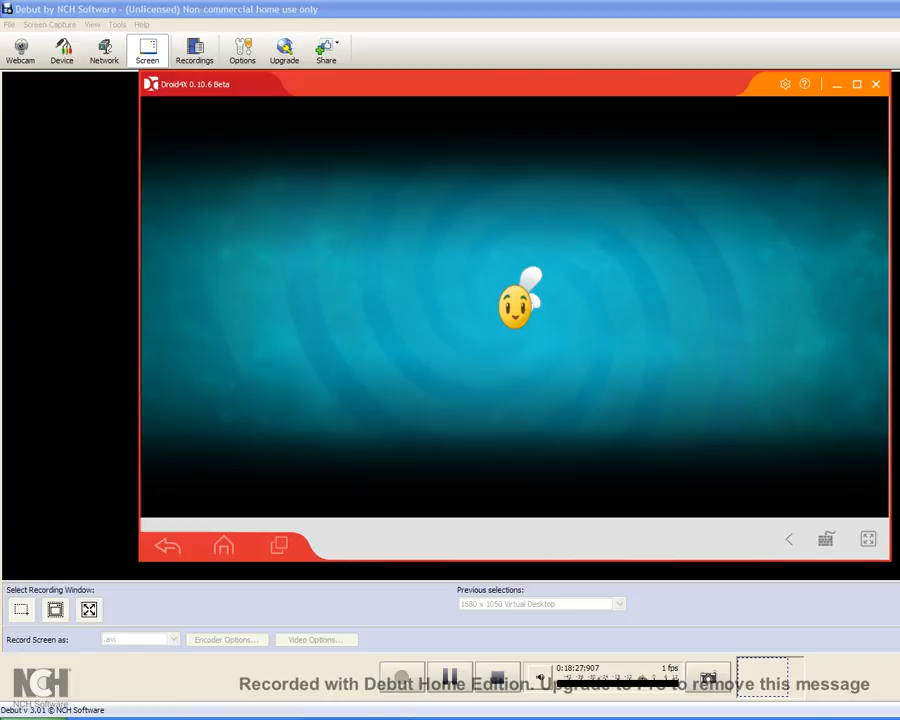 Debut by NCH Software - (Unlicensed) Non-commercial home use only
File Screen Capture View Tools Help
Webcam Device Network Screen Recordings Options Upgrade Share
Droid4X 0.10.6 Beta
Select Recording Window:
Previous selections:
1680 x 1050 Virtual Desktop
Record Screen as: .avi Encoder Options... Video Options...
0:18:27:907 1 fps
NCH
NCH Software
Recorded with Debut Home Edition. Upgrade to Pro to remove this message
Debut v 3.01 © NCH Software